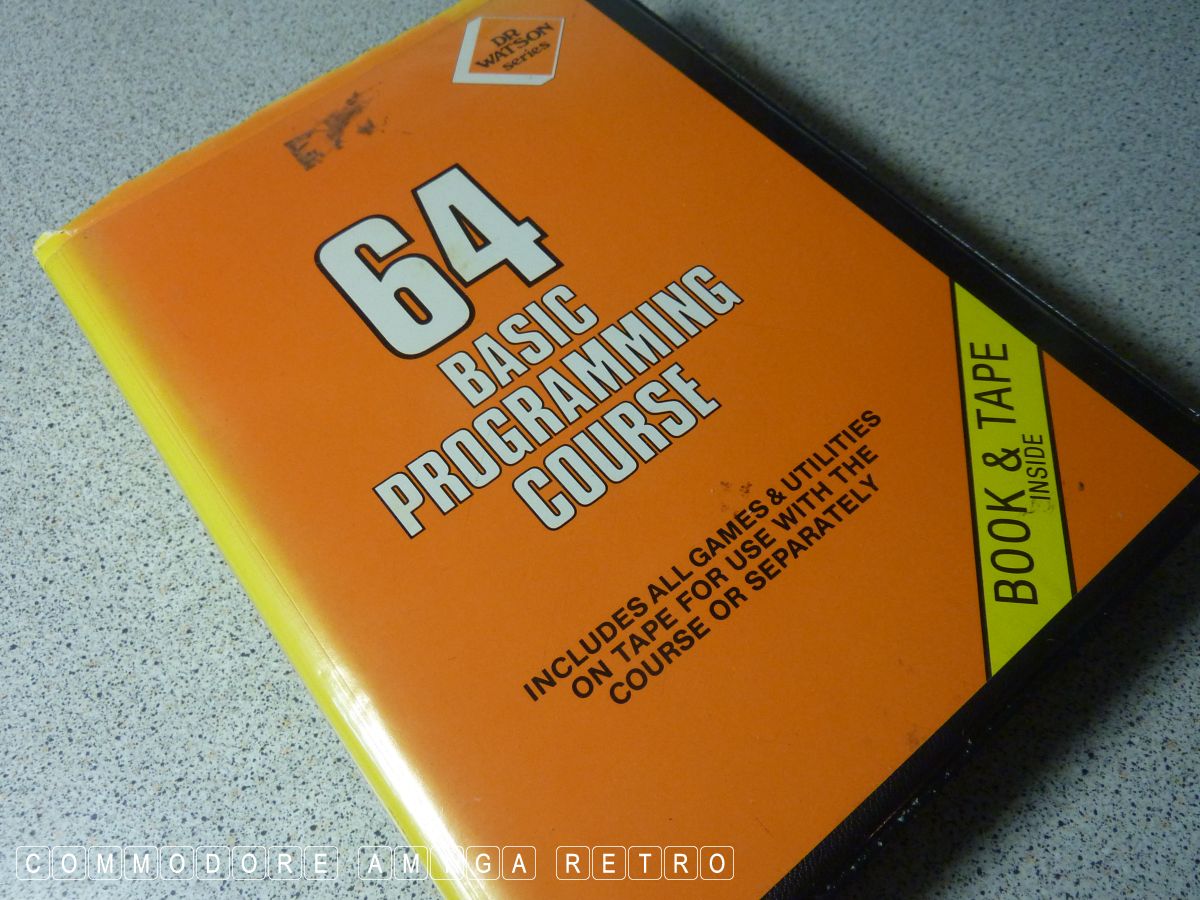 DR
WATSON
series
64
BASIC
PROGRAMMING
COURSE
INCLUDES ALL GAMES & UTILITIES
ON TAPE FOR USE WITH THE
COURSE OR SEPARATELY
BOOK & TAPE
INSIDE
COMMODORE AMIGA RETRO